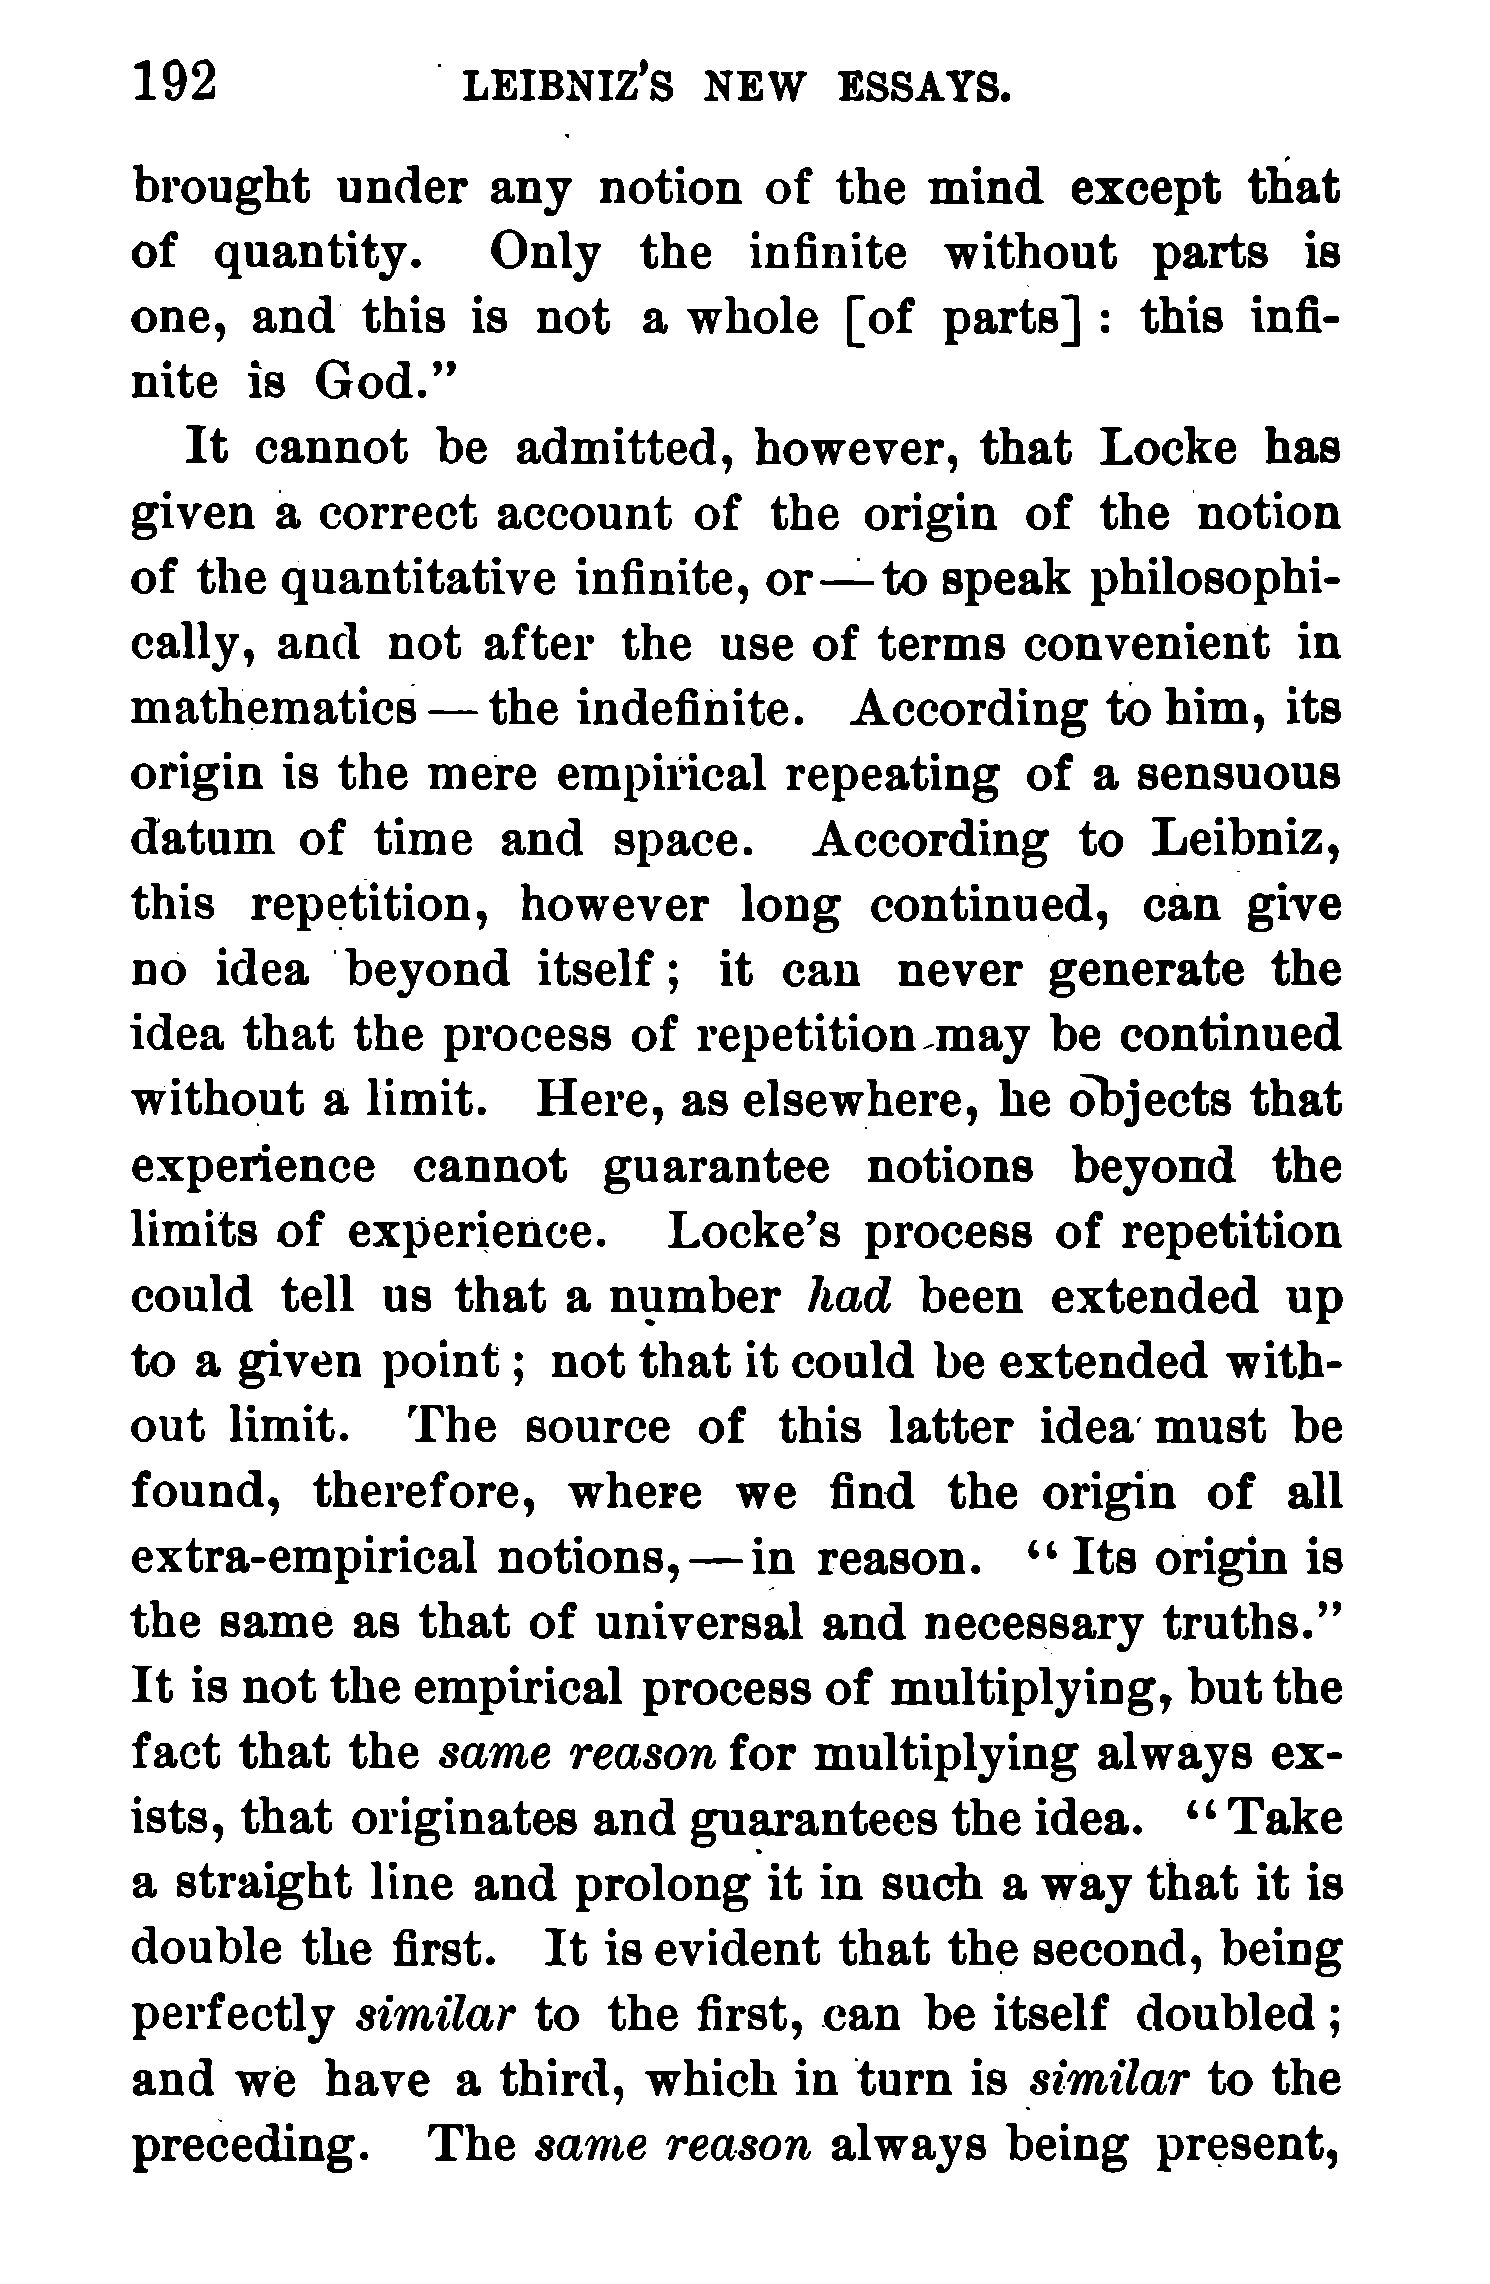 192 LEIBNIZ'S NEW ESSAYS.
brought under any notion of the mind except that
of quantity. Only the infinite without parts is
one, and this is not a whole [of parts] : this infi-
nite is God."
It cannot be admitted, however, that Locke has
given a correct account of the origin of the notion
of the quantitative infinite, or—to speak philosophi-
cally, and not after the use of terms convenient in
mathematics—the indefinite. According to him, its
origin is the mere empirical repeating of a sensuous
datum of time and space. According to Leibniz,
this repetition, however long continued, can give
no idea beyond itself; it can never generate the
idea that the process of repetition may be continued
without a limit. Here, as elsewhere, he objects that
experience cannot guarantee notions beyond the
limits of experience. Locke's process of repetition
could tell us that a number had been extended up
to a given point; not that it could be extended with-
out limit. The source of this latter idea must be
found, therefore, where we find the origin of all
extra-empirical notions,—in reason. "Its origin is
the same as that of universal and necessary truths."
It is not the empirical process of multiplying, but the
fact that the same reason for multiplying always ex-
ists, that originates and guarantees the idea. "Take
a straight line and prolong it in such a way that it is
double the first. It is evident that the second, being
perfectly similar to the first, can be itself doubled;
and we have a third, which in turn is similar to the
preceding. The same reason always being present,